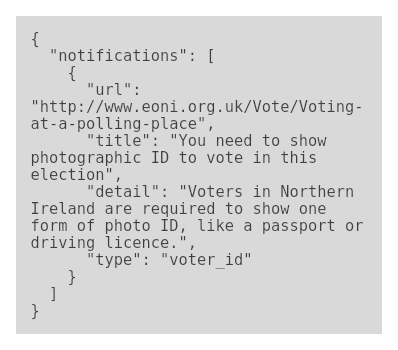 {
  "notifications": [
    {
      "url":
"http://www.eoni.org.uk/Vote/Voting-
at-a-polling-place",
      "title": "You need to show
photographic ID to vote in this
election",
      "detail": "Voters in Northern
Ireland are required to show one
form of photo ID, like a passport or
driving licence.",
      "type": "voter_id"
    }
  ]
}